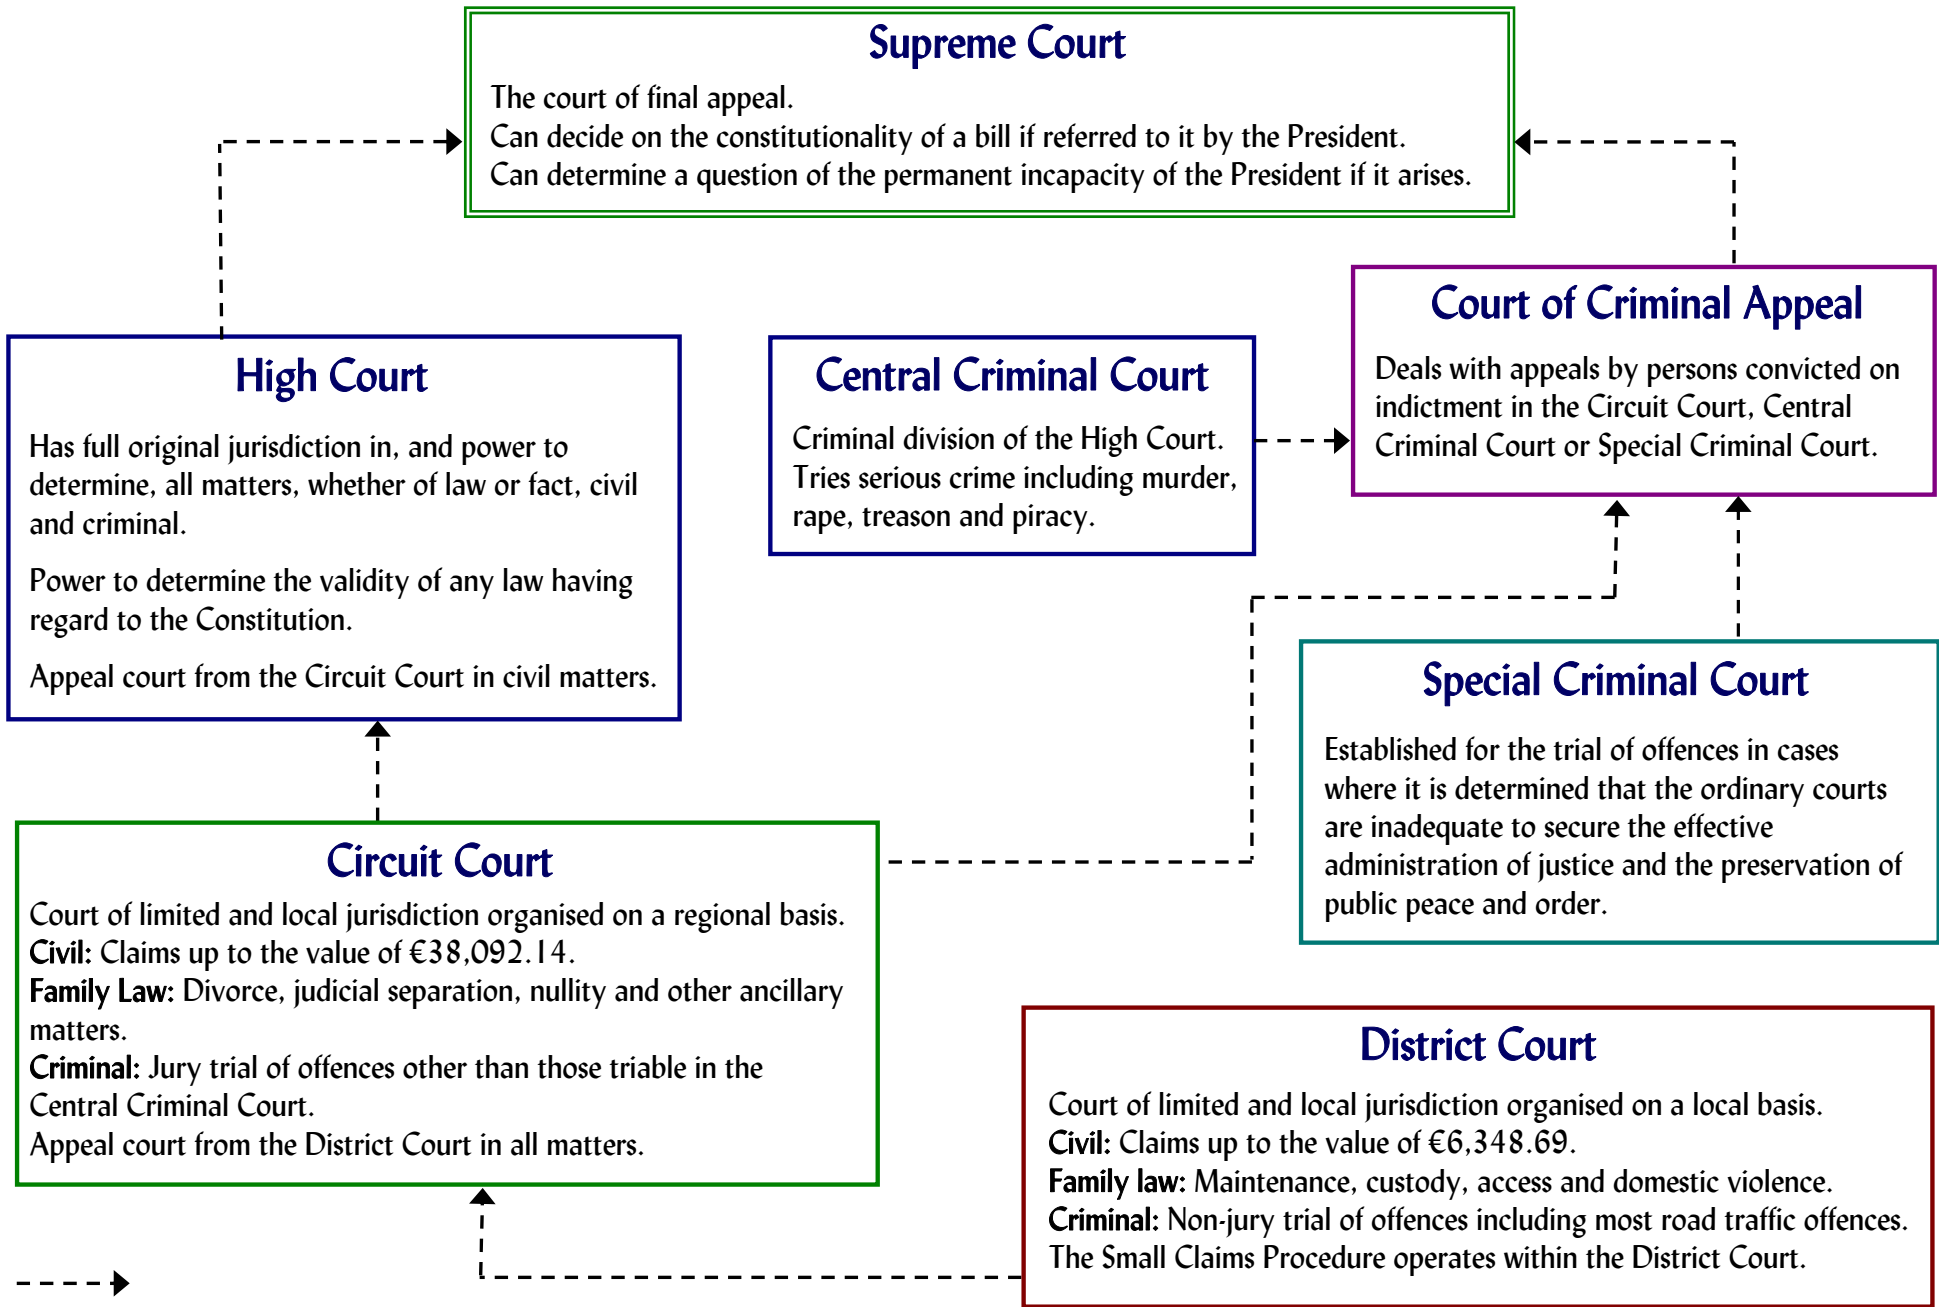 Supreme Court
The court of final appeal.
Can decide on the constitutionality of a bill if referred to it by the President.
Can determine a question of the permanent incapacity of the President if it arises.
Court of Criminal Appeal
Deals with appeals by persons convicted on
indictment in the Circuit Court, Central
Criminal Court or Special Criminal Court.
High Court
Has full original jurisdiction in, and power to
determine, all matters, whether of law or fact, civil
and criminal.
Power to determine the validity of any law having
regard to the Constitution.
Appeal court from the Circuit Court in civil matters.
Central Criminal Court
Criminal division of the High Court.
Tries serious crime including murder,
rape, treason and piracy.
Special Criminal Court
Established for the trial of offences in cases
where it is determined that the ordinary courts
are inadequate to secure the effective
administration of justice and the preservation of
public peace and order.
Circuit Court
Court of limited and local jurisdiction organised on a regional basis.
Civil: Claims up to the value of €38,092.14.
Family Law: Divorce, judicial separation, nullity and other ancillary
matters.
Criminal: Jury trial of offences other than those triable in the
Central Criminal Court.
Appeal court from the District Court in all matters.
District Court
Court of limited and local jurisdiction organised on a local basis.
Civil: Claims up to the value of €6,348.69.
Family law: Maintenance, custody, access and domestic violence.
Criminal: Non-jury trial of offences including most road traffic offences.
The Small Claims Procedure operates within the District Court.